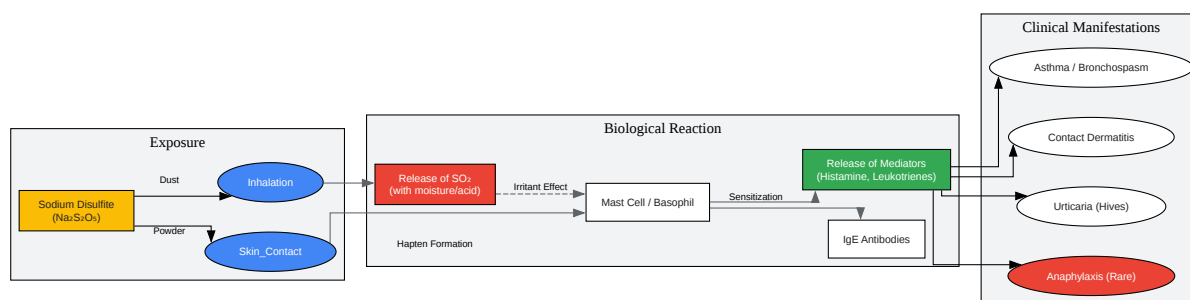 Exposure
Sodium Disulfite
(Na₂S₂O₅)
Dust
Powder
Inhalation
Skin_Contact
Biological Reaction
Release of SO₂
(with moisture/acid)
Irritant Effect
Hapten Formation
Mast Cell / Basophil
Sensitization
Release of Mediators
(Histamine, Leukotrienes)
IgE Antibodies
Clinical Manifestations
Asthma / Bronchospasm
Contact Dermatitis
Urticaria (Hives)
Anaphylaxis (Rare)